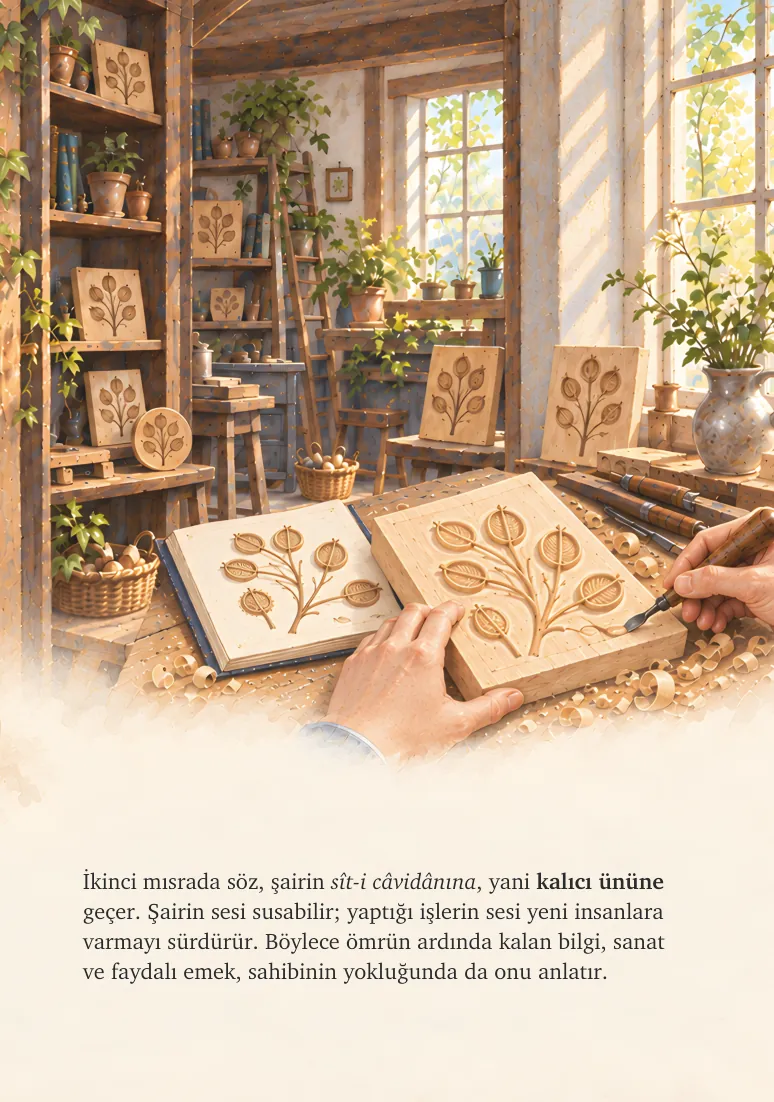 İkinci mısrada söz, şairin sît-i câvidânına, yani kalıcı ününe
geçer. Şairin sesi susabilir; yaptığı işlerin sesi yeni insanlara
varmayı sürdürür. Böylece ömrün ardında kalan bilgi, sanat
ve faydalı emek, sahibinin yokluğunda da onu anlatır.